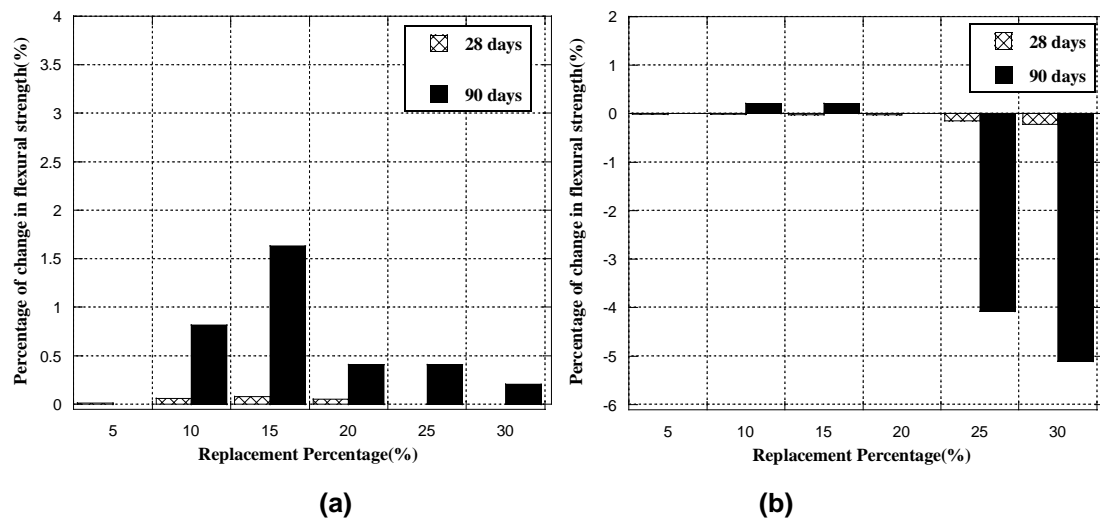 Percentage of change in flexural strength(%)
4
3.5
3
2.5
2
1.5
1
0.5
0
28 days
90 days
5 10 15 20 25 30
Replacement Percentage(%)
(a)
Percentage of change in flexural strength(%)
2
1
0
-1
-2
-3
-4
-5
-6
28 days
90 days
5 10 15 20 25 30
Replacement Percentage(%)
(b)